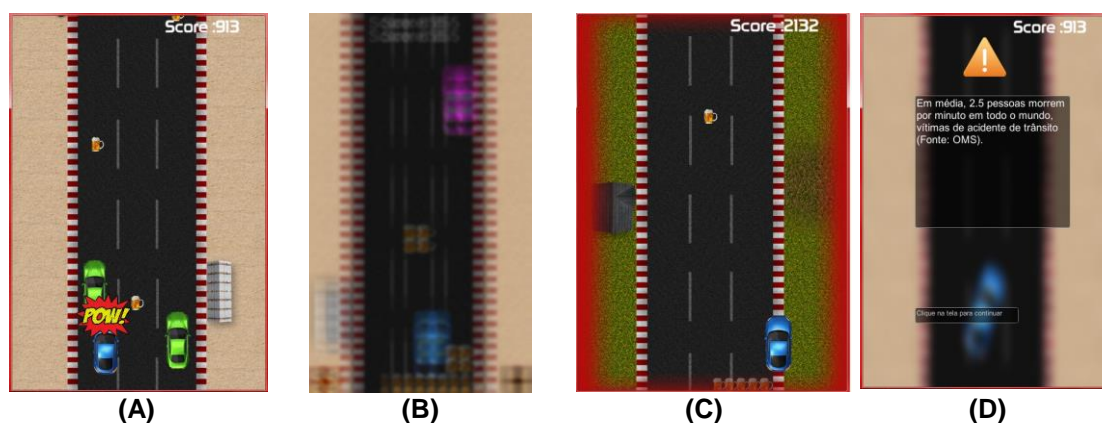 Score :913
POW!
Score :2132
Score :913
Em média, 2.5 pessoas morrem
por minuto em todo o mundo,
vítimas de acidente de trânsito
(Fonte: OMS).
Clique na tela para continuar
(A)
(B)
(C)
(D)